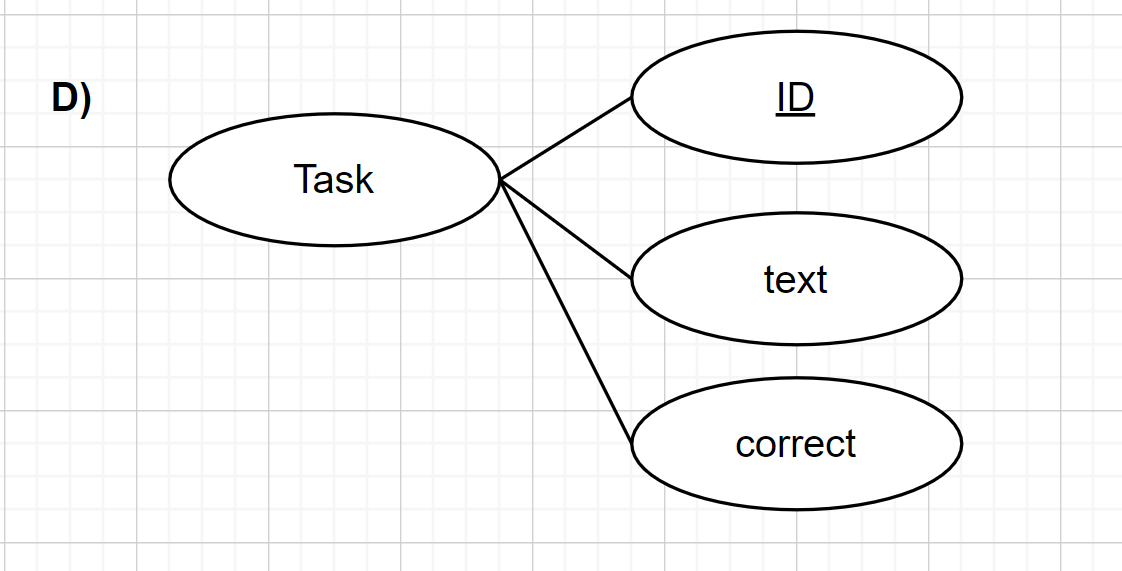 D)
Task
ID
text
correct